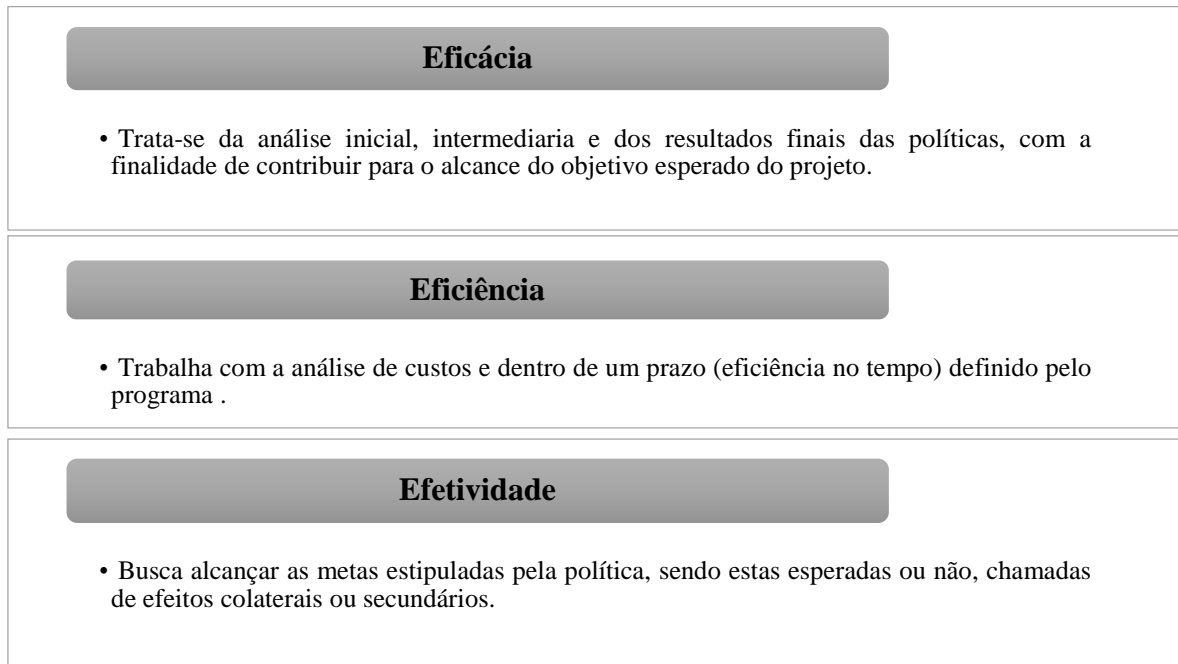 Eficácia
• Trata-se da análise inicial, intermediaria e dos resultados finais das políticas, com a
finalidade de contribuir para o alcance do objetivo esperado do projeto.
Eficiência
• Trabalha com a análise de custos e dentro de um prazo (eficiência no tempo) definido pelo
programa .
Efetividade
• Busca alcançar as metas estipuladas pela política, sendo estas esperadas ou não, chamadas
de efeitos colaterais ou secundários.